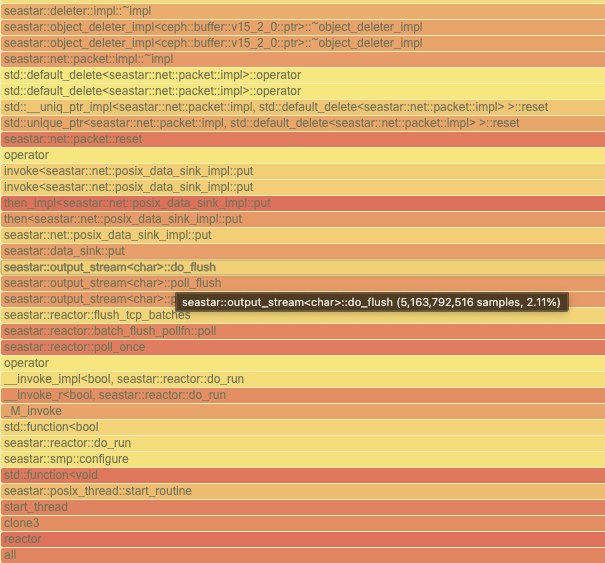 seastar::deleter::impl::~impl
seastar::object_deleter_impl<ceph::buffer::v15_2_0::ptr>::~object_deleter_impl
seastar::object_deleter_impl<ceph::buffer::v15_2_0::ptr>::~object_deleter_impl
seastar::net::packet::impl::~impl
std::default_delete<seastar::net::packet::impl>::operator
std::default_delete<seastar::net::packet::impl>::operator
std::__uniq_ptr_impl<seastar::net::packet::impl, std::default_delete<seastar::net::packet::impl> >::reset
std::unique_ptr<seastar::net::packet::impl, std::default_delete<seastar::net::packet::impl> >::reset
seastar::net::packet::reset
operator
invoke<seastar::net::posix_data_sink_impl::put
invoke<seastar::net::posix_data_sink_impl::put
then_impl<seastar::net::posix_data_sink_impl::put
then<seastar::net::posix_data_sink_impl::put
seastar::net::posix_data_sink_impl::put
seastar::data_sink::put
seastar::output_stream<char>::do_flush
seastar::output_stream<char>::poll_flush
seastar::output_stream<char>::p
seastar::output_stream<char>::do_flush (5,163,792,516 samples, 2.11%)
seastar::reactor::flush_tcp_batches
seastar::reactor::batch_flush_pollfn::poll
seastar::reactor::poll_once
operator
__invoke_impl<bool, seastar::reactor::do_run
__invoke_r<bool, seastar::reactor::do_run
_M_invoke
std::function<bool
seastar::reactor::do_run
seastar::smp::configure
std::function<void
seastar::posix_thread::start_routine
start_thread
clone3
reactor
all